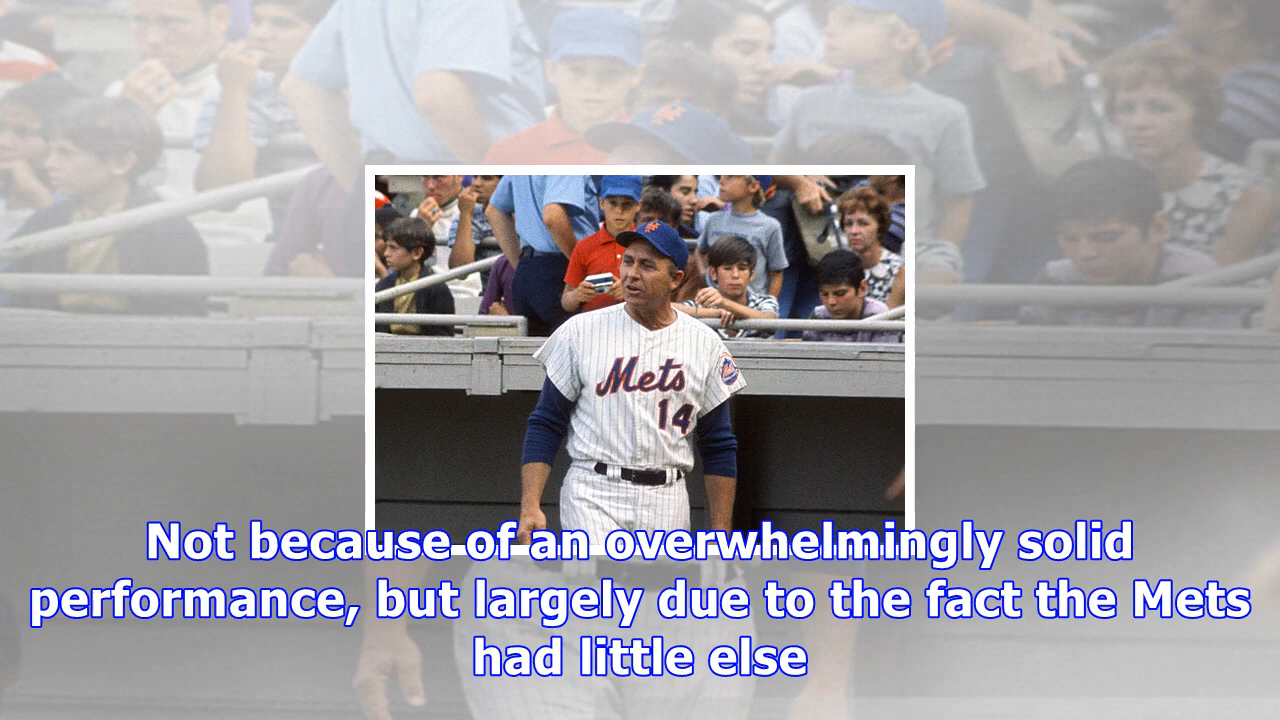 Mets
14
Not because of an overwhelmingly solid
performance, but largely due to the fact the Mets
had little else